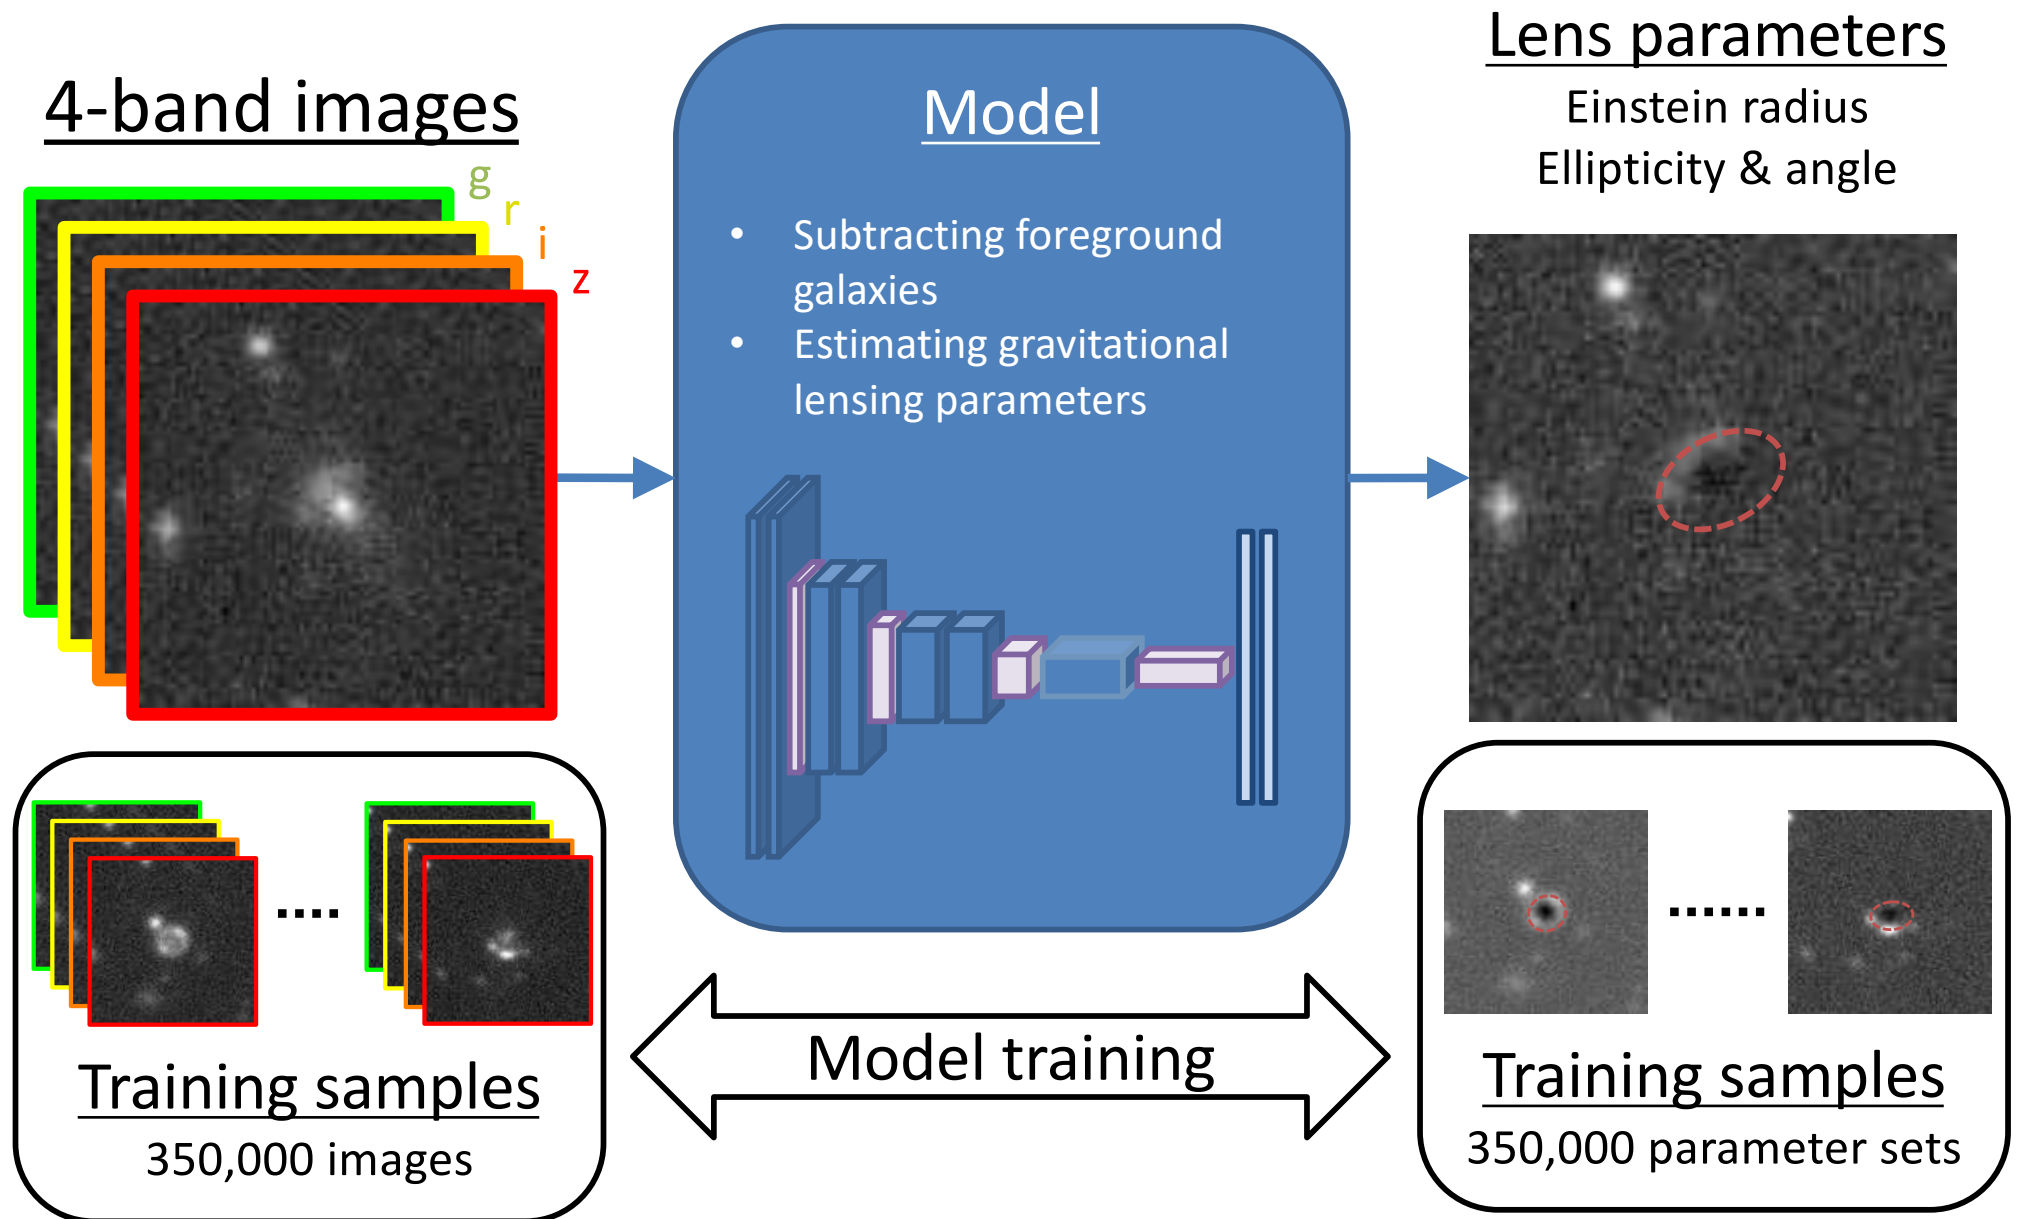 4-band images
g
r
i
z
Model
• Subtracting foreground
galaxies
• Estimating gravitational
lensing parameters
Lens parameters
Einstein radius
Ellipticity & angle
Training samples
350,000 images
Model training
Training samples
350,000 parameter sets